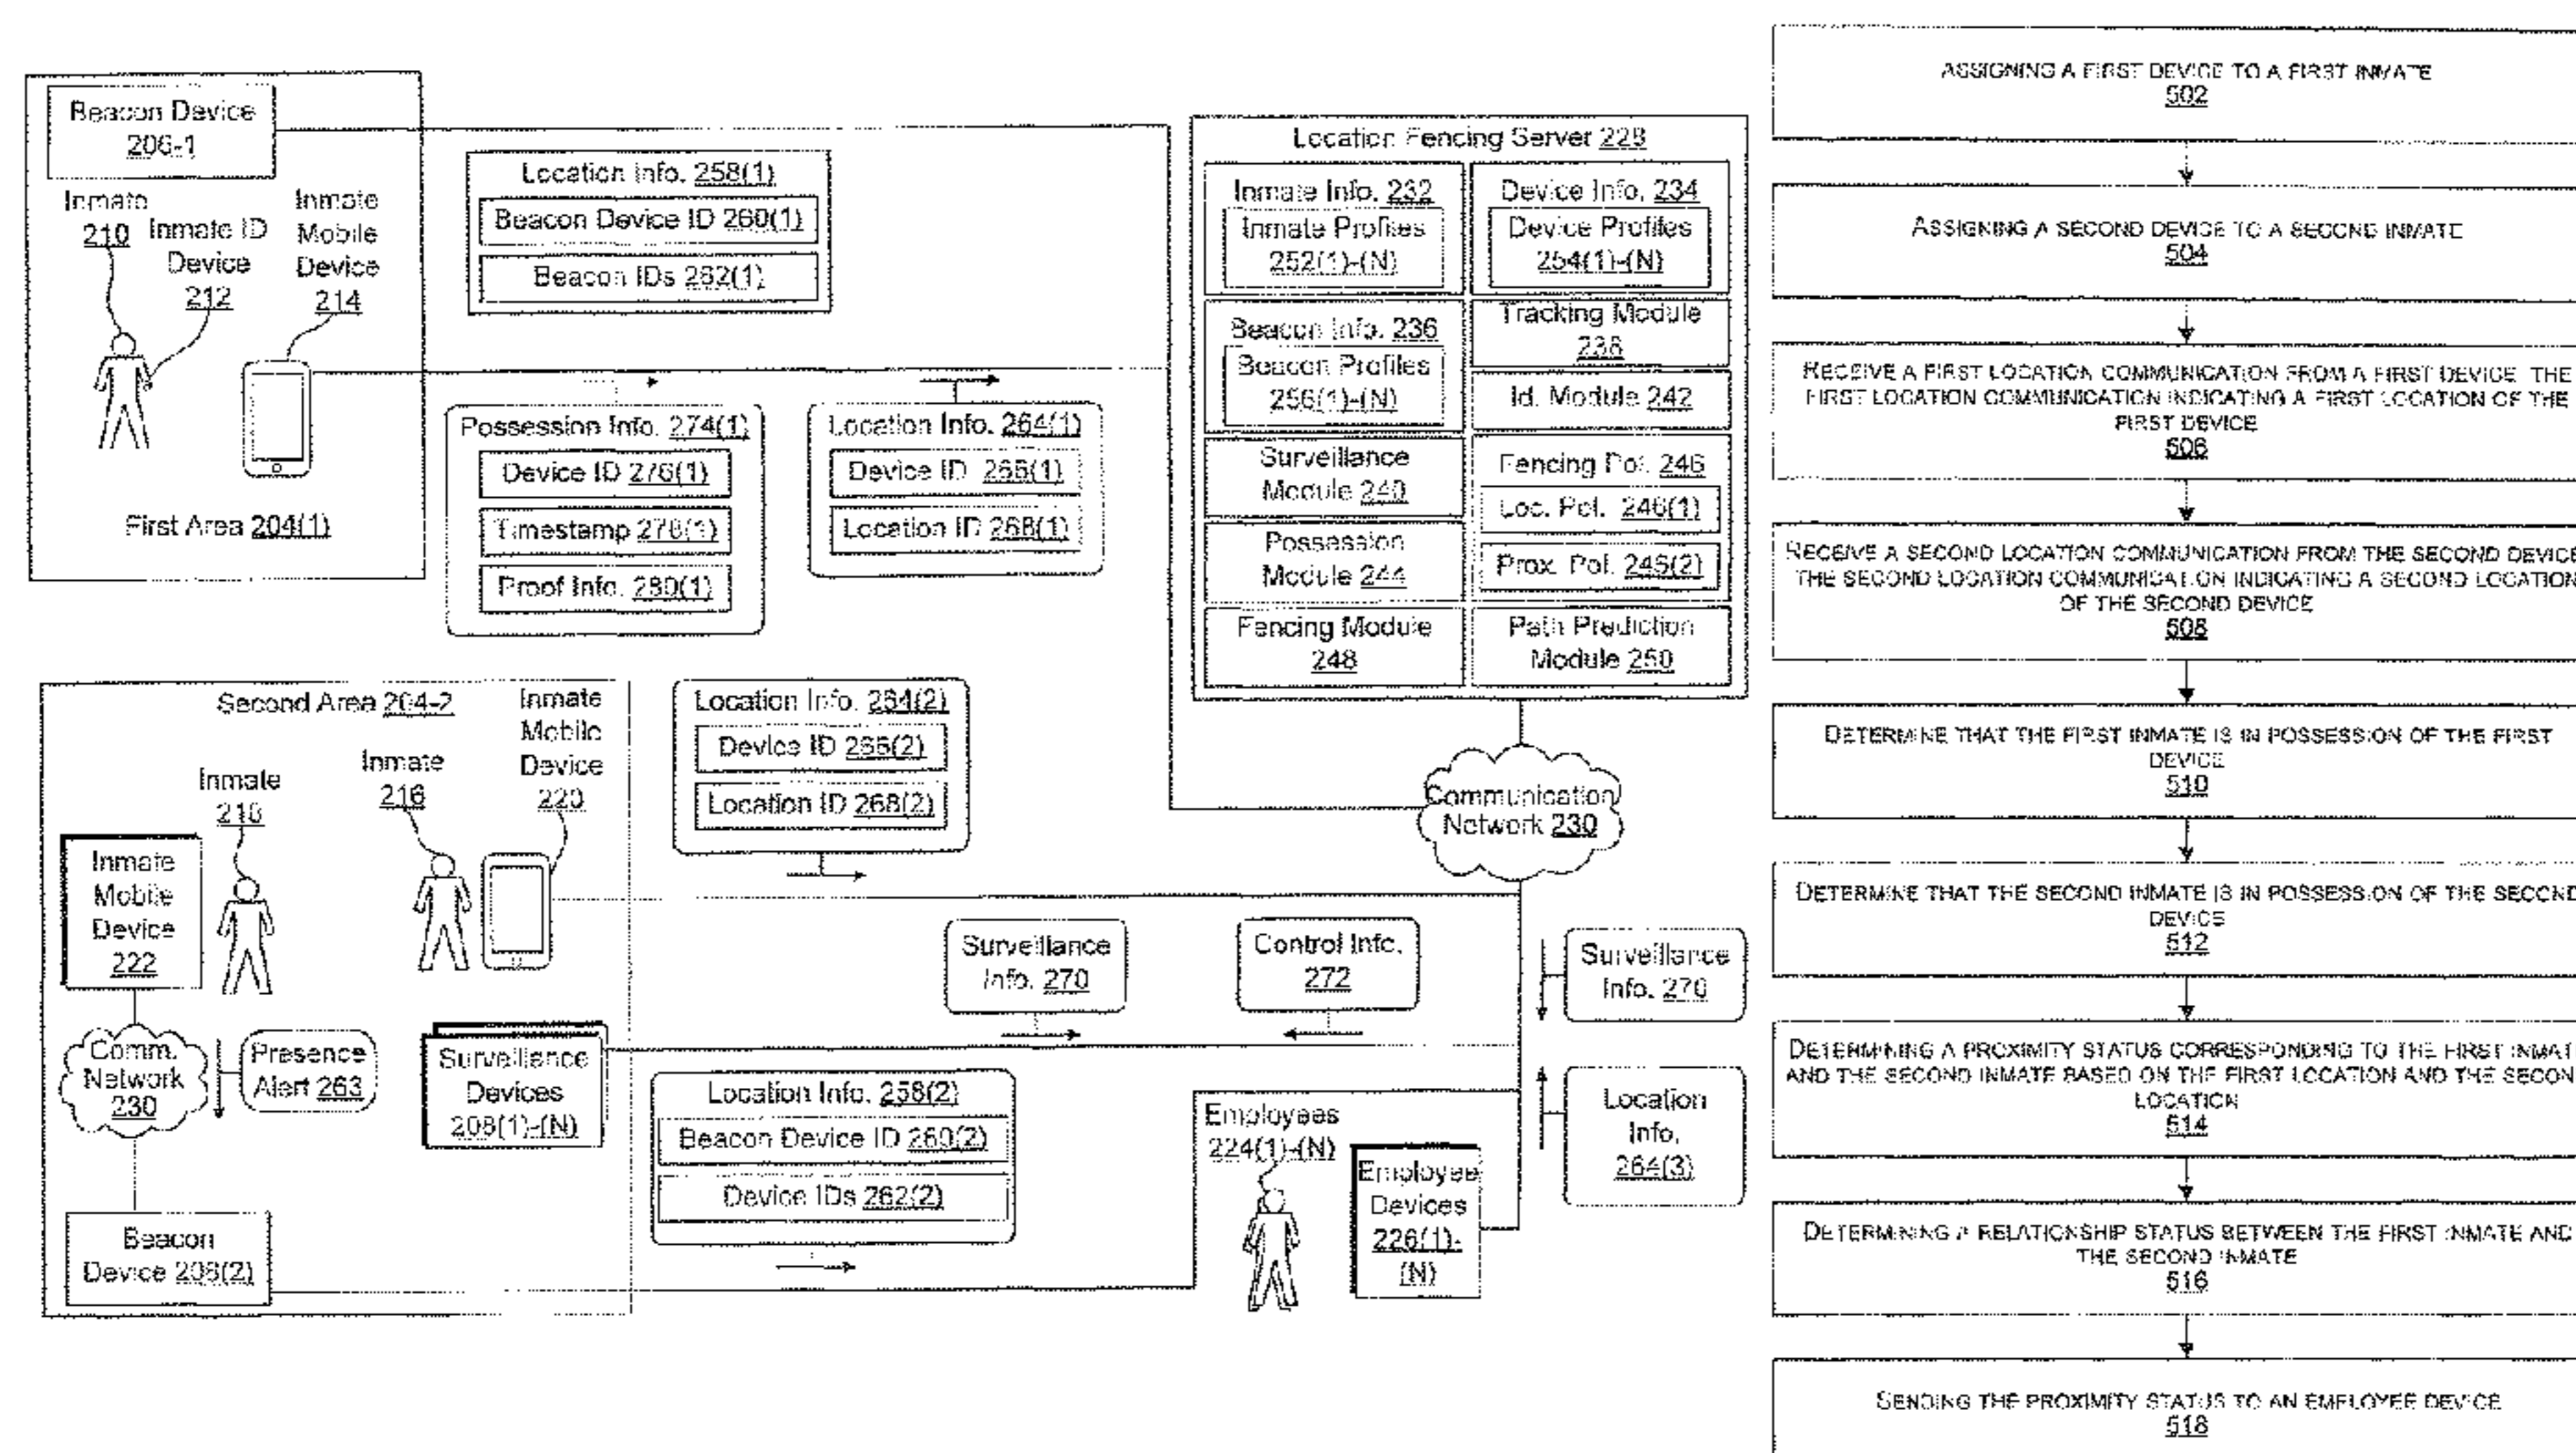 Beacon Device
206-1
Inmate
210
Inmate ID
Device
212
Inmate
Mobile
Device
214
First Area 204(1)
Location Info. 258(1)
Beacon Device ID 260(1)
Beacon IDs 262(1)
Possession Info. 274(1)
Device ID 276(1)
Timestamp 278(1)
Proof Info. 280(1)
Location Info. 264(1)
Device ID 266(1)
Location ID 268(1)
Location Fencing Server 228
Inmate Info. 232
Inmate Profiles
252(1)-(N)
Device Info. 234
Device Profiles
254(1)-(N)
Beacon Info. 236
Beacon Profiles
256(1)-(N)
Tracking Module
238
Id. Module 242
Surveillance
Module 240
Fencing Pol. 246
Loc. Pol. 246(1)
Prox. Pol. 246(2)
Possession
Module 244
Fencing Module
248
Path Prediction
Module 250
Communication
Network 230
Second Area 204-2
Inmate
Mobile
Device
220
Inmate
216
Inmate
218
Inmate
Mobile
Device
222
Comm.
Network
230
Presence
Alert 263
Beacon
Device 206(2)
Surveillance
Devices
208(1)-(N)
Location Info. 264(2)
Device ID 266(2)
Location ID 268(2)
Surveillance
Info. 270
Control Info.
272
Surveillance
Info. 270
Location
Info.
264(3)
Location Info. 258(2)
Beacon Device ID 260(2)
Device IDs 262(2)
Employees
224(1)-(N)
Employee
Devices
226(1)-
(N)
ASSIGNING A FIRST DEVICE TO A FIRST INMATE
502
ASSIGNING A SECOND DEVICE TO A SECOND INMATE
504
RECEIVE A FIRST LOCATION COMMUNICATION FROM A FIRST DEVICE, THE
FIRST LOCATION COMMUNICATION INDICATING A FIRST LOCATION OF THE
FIRST DEVICE
506
RECEIVE A SECOND LOCATION COMMUNICATION FROM THE SECOND DEVICE
THE SECOND LOCATION COMMUNICATION INDICATING A SECOND LOCATION
OF THE SECOND DEVICE
508
DETERMINE THAT THE FIRST INMATE IS IN POSSESSION OF THE FIRST
DEVICE
510
DETERMINE THAT THE SECOND INMATE IS IN POSSESSION OF THE SECOND
DEVICE
512
DETERMINING A PROXIMITY STATUS CORRESPONDING TO THE FIRST INMAT
AND THE SECOND INMATE BASED ON THE FIRST LOCATION AND THE SECON
LOCATION
514
DETERMINING A RELATIONSHIP STATUS BETWEEN THE FIRST INMATE AND
THE SECOND INMATE
516
SENDING THE PROXIMITY STATUS TO AN EMPLOYEE DEVICE
518